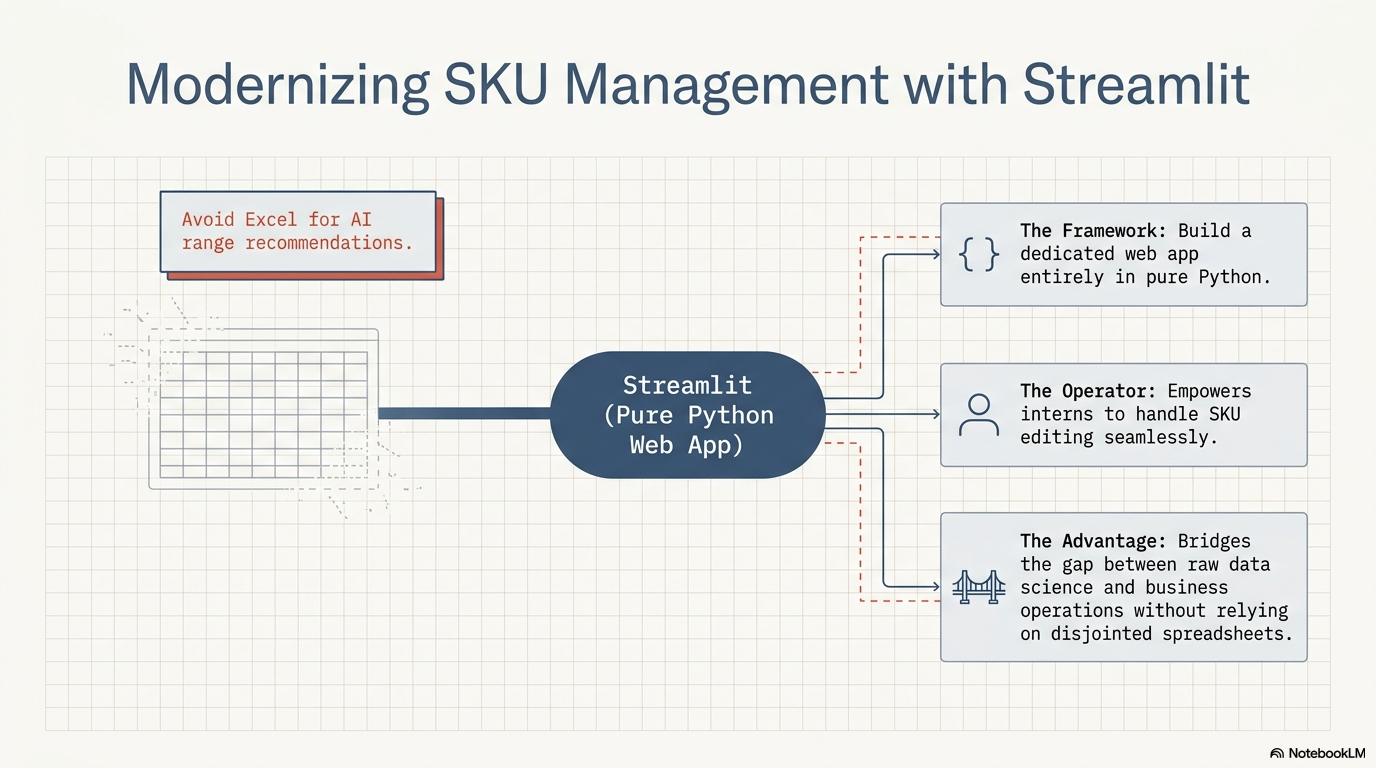 Modernizing SKU Management with Streamlit
Avoid Excel for AI
range recommendations.
Streamlit
(Pure Python
Web App)
The Framework: Build a
dedicated web app
entirely in pure Python.
The Operator: Empowers
interns to handle SKU
editing seamlessly.
The Advantage: Bridges
the gap between raw data
science and business
operations without relying
on disjointed spreadsheets.
NotebookLM